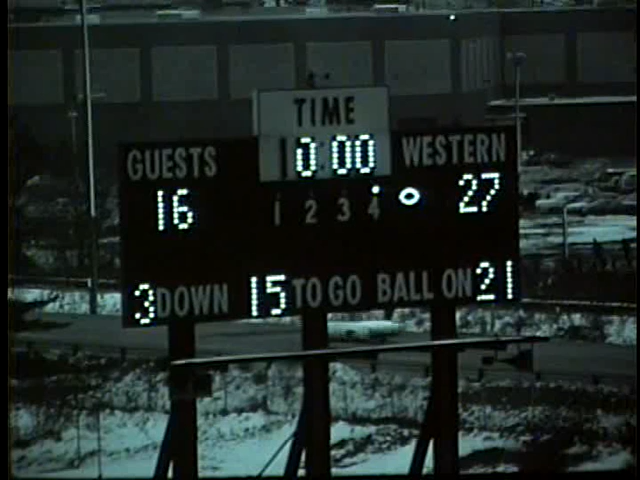 TIME
0:00
GUESTS WESTERN
16 1 2 3 4 27
3 DOWN 15 TO GO BALL ON 21